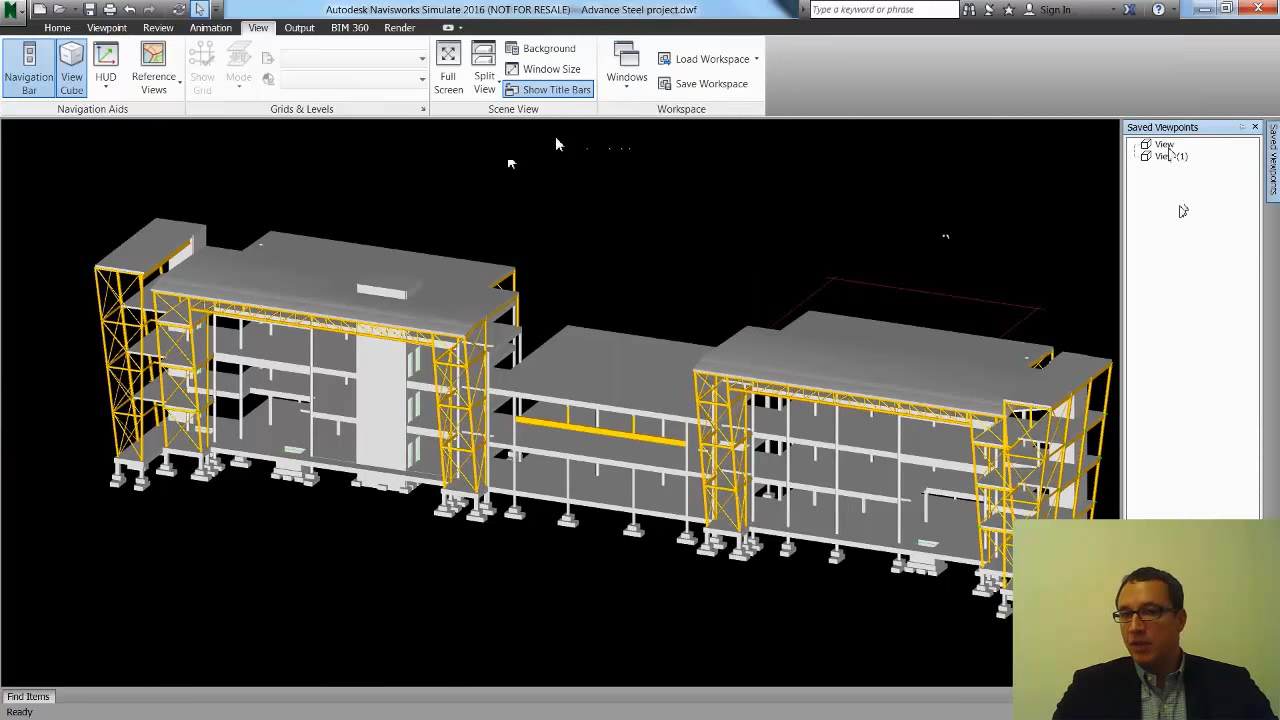 Autodesk Navisworks Simulate 2016 (NOT FOR RESALE) Advance Steel project.dwf
Type a keyword or phrase
Sign In
Home Viewpoint Review Animation View Output BIM 360 Render
Navigation Bar
View Cube
HUD
Reference Views
Show Grid
Mode
Full Screen
Split View
Background
Window Size
Show Title Bars
Windows
Load Workspace
Save Workspace
Navigation Aids
Grids & Levels
Scene View
Workspace
Saved Viewpoints
View
(1)
Saved Viewpoints
Find Items
Ready